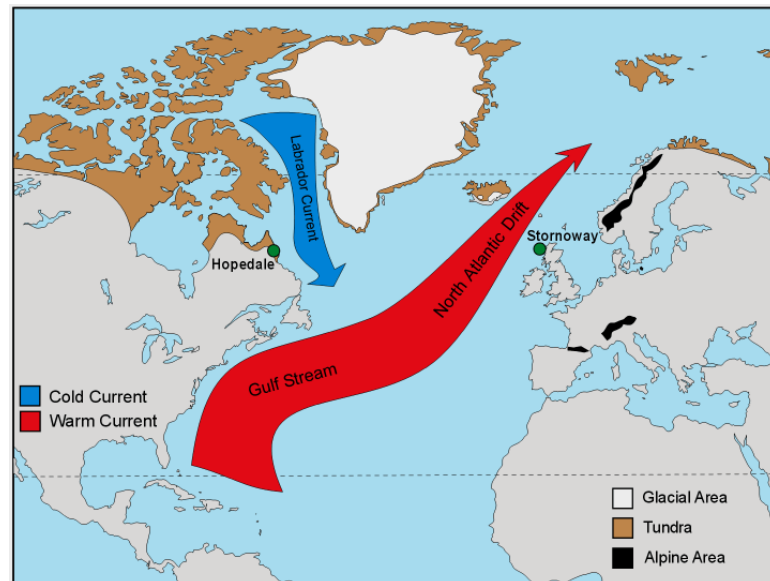 Labrador Current
Hopedale
Stornoway
North Atlantic Drift
Gulf Stream
Cold Current
Warm Current
Glacial Area
Tundra
Alpine Area